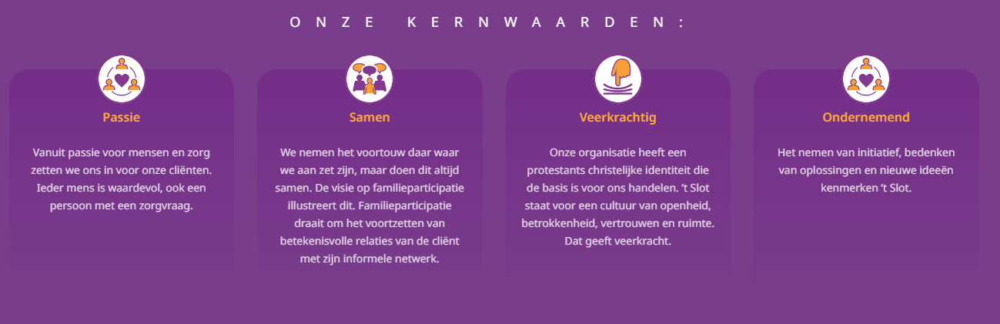 ONZE KERNWAARDEN:
Passie
Vanuit passie voor mensen en zorg
zetten we ons in voor onze cliënten.
Ieder mens is waardevol, ook een
persoon met een zorgvraag.
Samen
We nemen het voortouw daar waar
we aan zet zijn, maar doen dit altijd
samen. De visie op familieparticipatie
illustreert dit. Familieparticipatie
draait om het voortzetten van
betekenisvolle relaties van de cliënt
met zijn informele netwerk.
Veerkrachtig
Onze organisatie heeft een
protestants christelijke identiteit die
de basis is voor ons handelen. ’t Slot
staat voor een cultuur van openheid,
betrokkenheid, vertrouwen en ruimte.
Dat geeft veerkracht.
Ondernemend
Het nemen van initiatief, bedenken
van oplossingen en nieuwe ideeën
kenmerken ’t Slot.